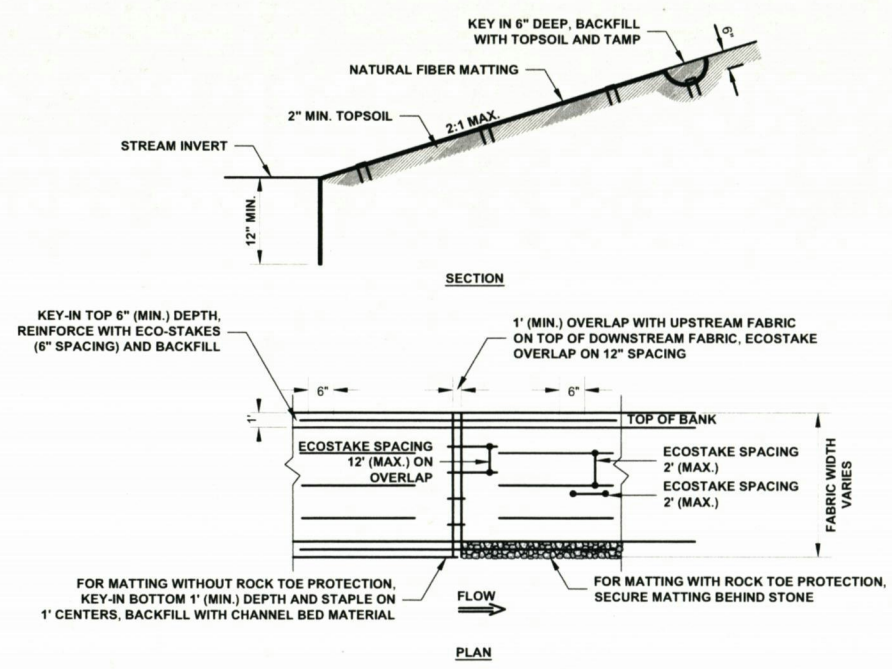 KEY IN 6" DEEP, BACKFILL
WITH TOPSOIL AND TAMP
6"
NATURAL FIBER MATTING
2" MIN. TOPSOIL
2:1 MAX.
STREAM INVERT
12" MIN.
SECTION
KEY-IN TOP 6" (MIN.) DEPTH,
REINFORCE WITH ECO-STAKES
(6" SPACING) AND BACKFILL
1' (MIN.) OVERLAP WITH UPSTREAM FABRIC
ON TOP OF DOWNSTREAM FABRIC, ECOSTAKE
OVERLAP ON 12" SPACING
6"
6"
1'
TOP OF BANK
ECOSTAKE SPACING
12' (MAX.) ON
OVERLAP
ECOSTAKE SPACING
2' (MAX.)
ECOSTAKE SPACING
2' (MAX.)
FABRIC WIDTH
VARIES
FOR MATTING WITHOUT ROCK TOE PROTECTION,
KEY-IN BOTTOM 1' (MIN.) DEPTH AND STAPLE ON
1' CENTERS, BACKFILL WITH CHANNEL BED MATERIAL
FLOW
FOR MATTING WITH ROCK TOE PROTECTION,
SECURE MATTING BEHIND STONE
PLAN